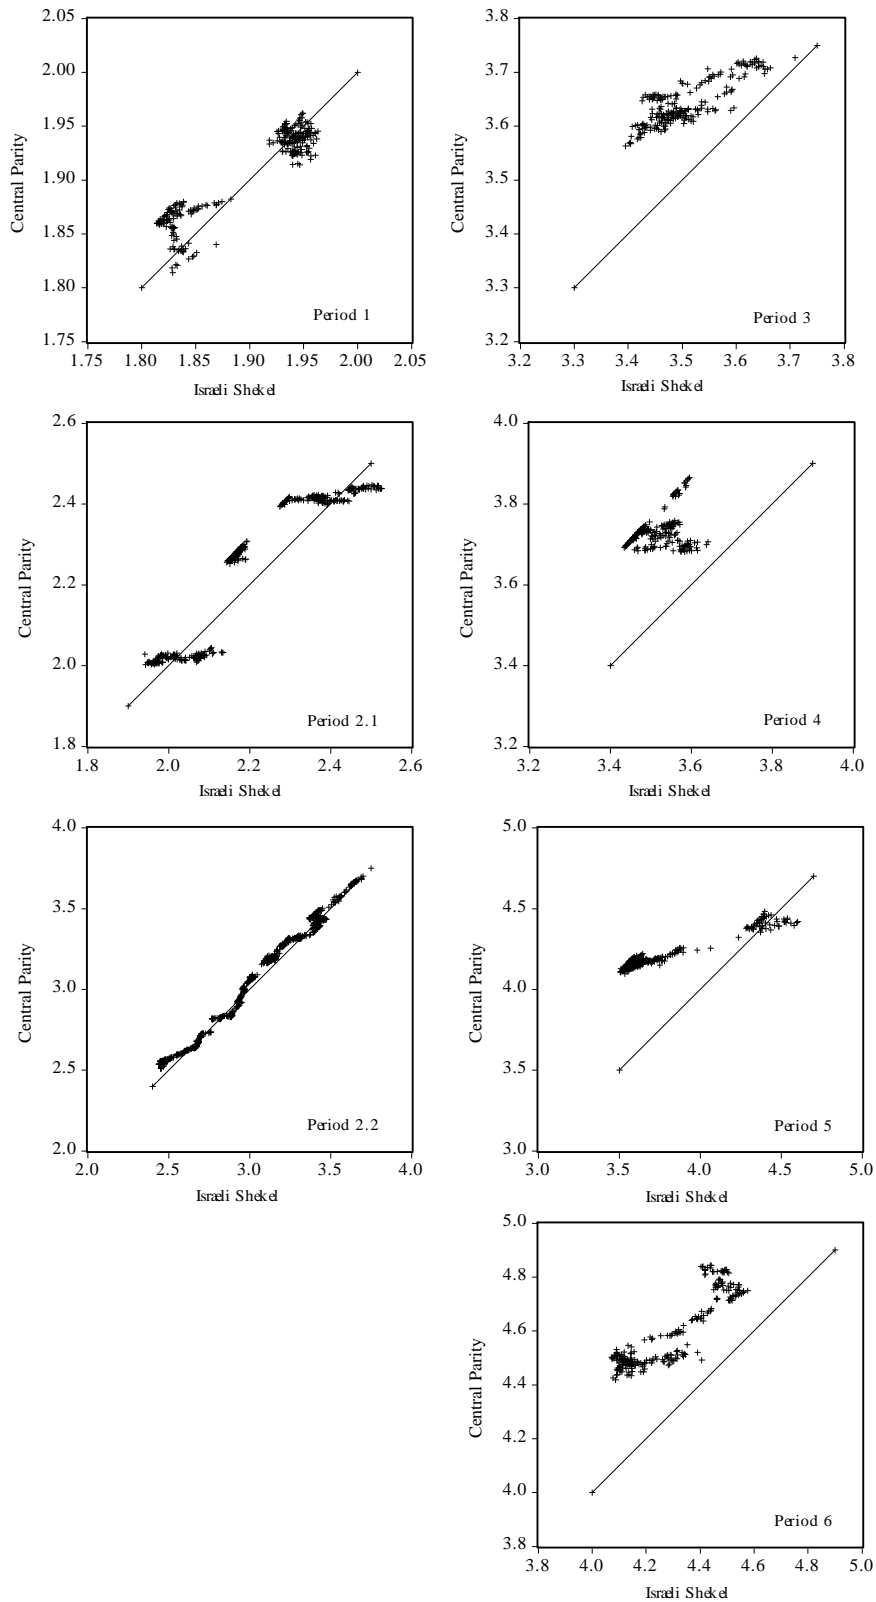 2.05
2.00
1.95
1.90
1.85
1.80
1.75
Central Parity
Period 1
1.75 1.80 1.85 1.90 1.95 2.00 2.05
Israeli Shekel
3.8
3.7
3.6
3.5
3.4
3.3
3.2
Central Parity
Period 3
3.2 3.3 3.4 3.5 3.6 3.7 3.8
Israeli Shekel
2.6
2.4
2.2
2.0
1.8
Central Parity
Period 2.1
1.8 2.0 2.2 2.4 2.6
Israeli Shekel
4.0
3.8
3.6
3.4
3.2
Central Parity
Period 4
3.2 3.4 3.6 3.8 4.0
Israeli Shekel
4.0
3.5
3.0
2.5
2.0
Central Parity
Period 2.2
2.0 2.5 3.0 3.5 4.0
Israeli Shekel
5.0
4.5
4.0
3.5
3.0
Central Parity
Period 5
3.0 3.5 4.0 4.5 5.0
Israeli Shekel
5.0
4.8
4.6
4.4
4.2
4.0
3.8
Central Parity
Period 6
3.8 4.0 4.2 4.4 4.6 4.8 5.0
Israeli Shekel